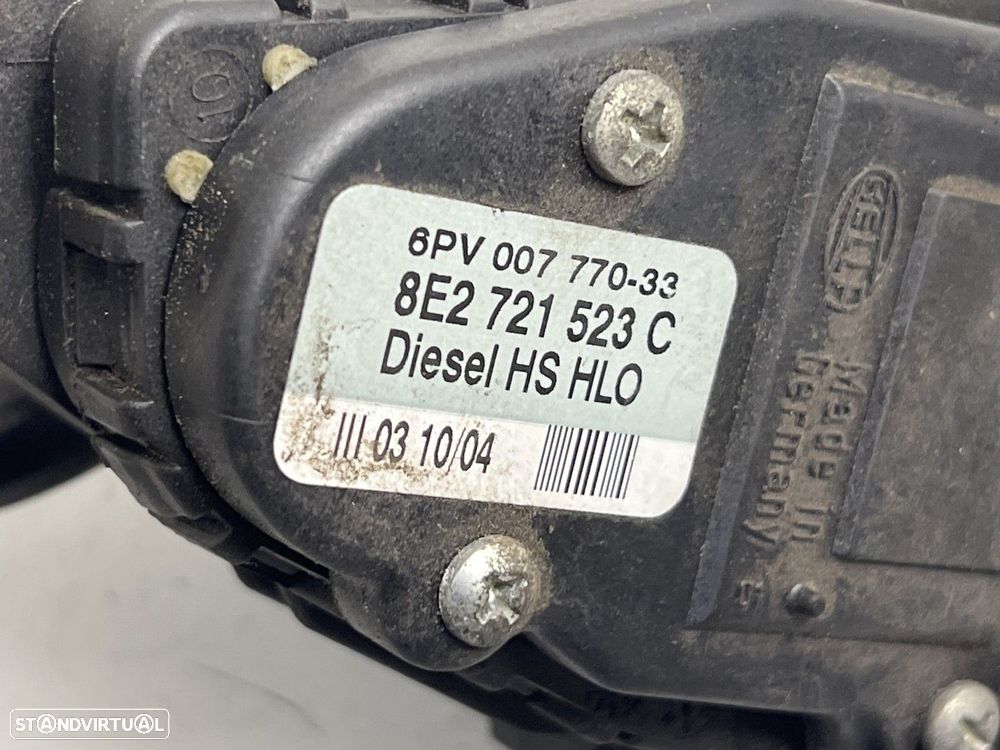 10
6PV 007 770-33
8E2 721 523 C
Diesel HS HLO
III 03 10/04
HELLA
Made in
Germany
STANDVIRTUAL